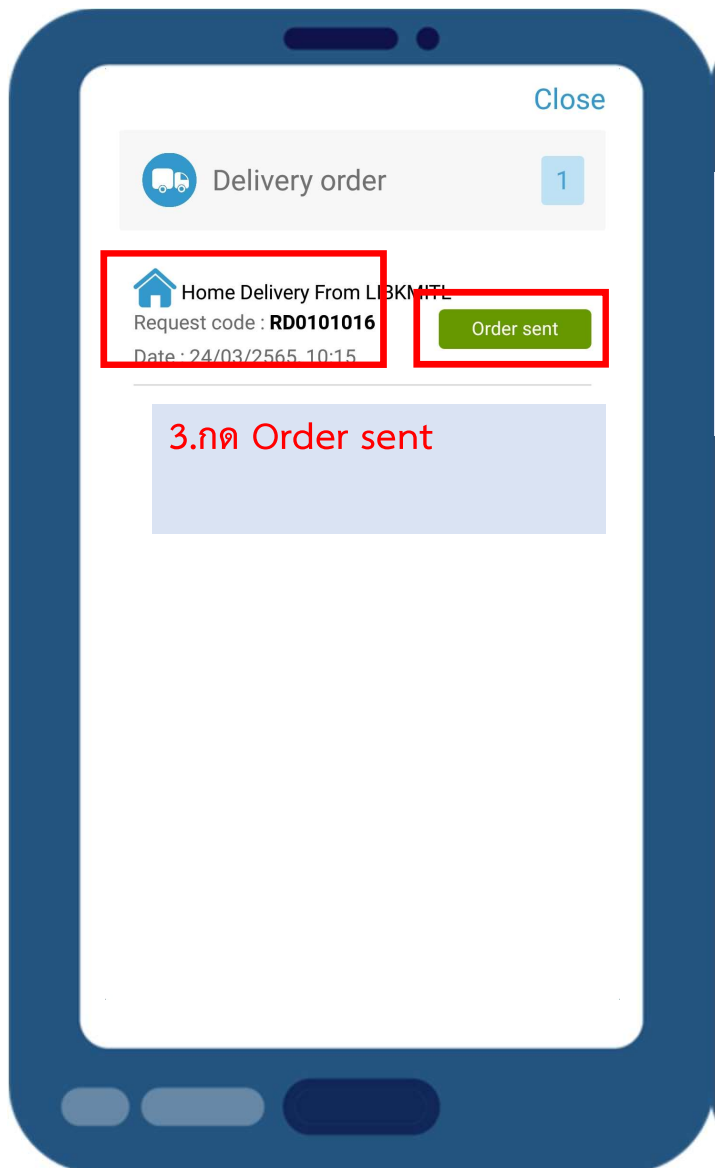 Close
Delivery order
1
Home Delivery From LIBKMITL
Request code : RD0101016
Order sent
Date : 24/03/2565, 10:15
3.กด Order sent